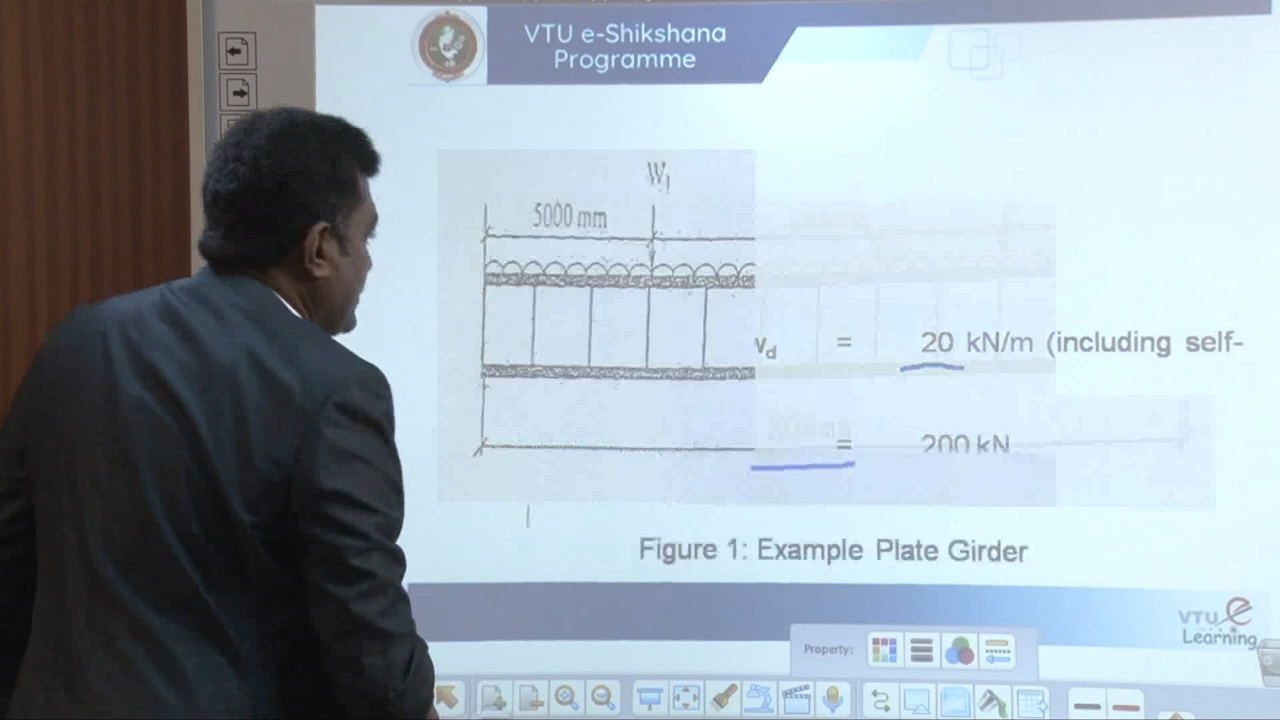 VTU e-Shikshana
Programme
W₁
5000 mm
= 20 kN/m (including self-
= 200 kN
Figure 1: Example Plate Girder
VTU e
Learning
Property: